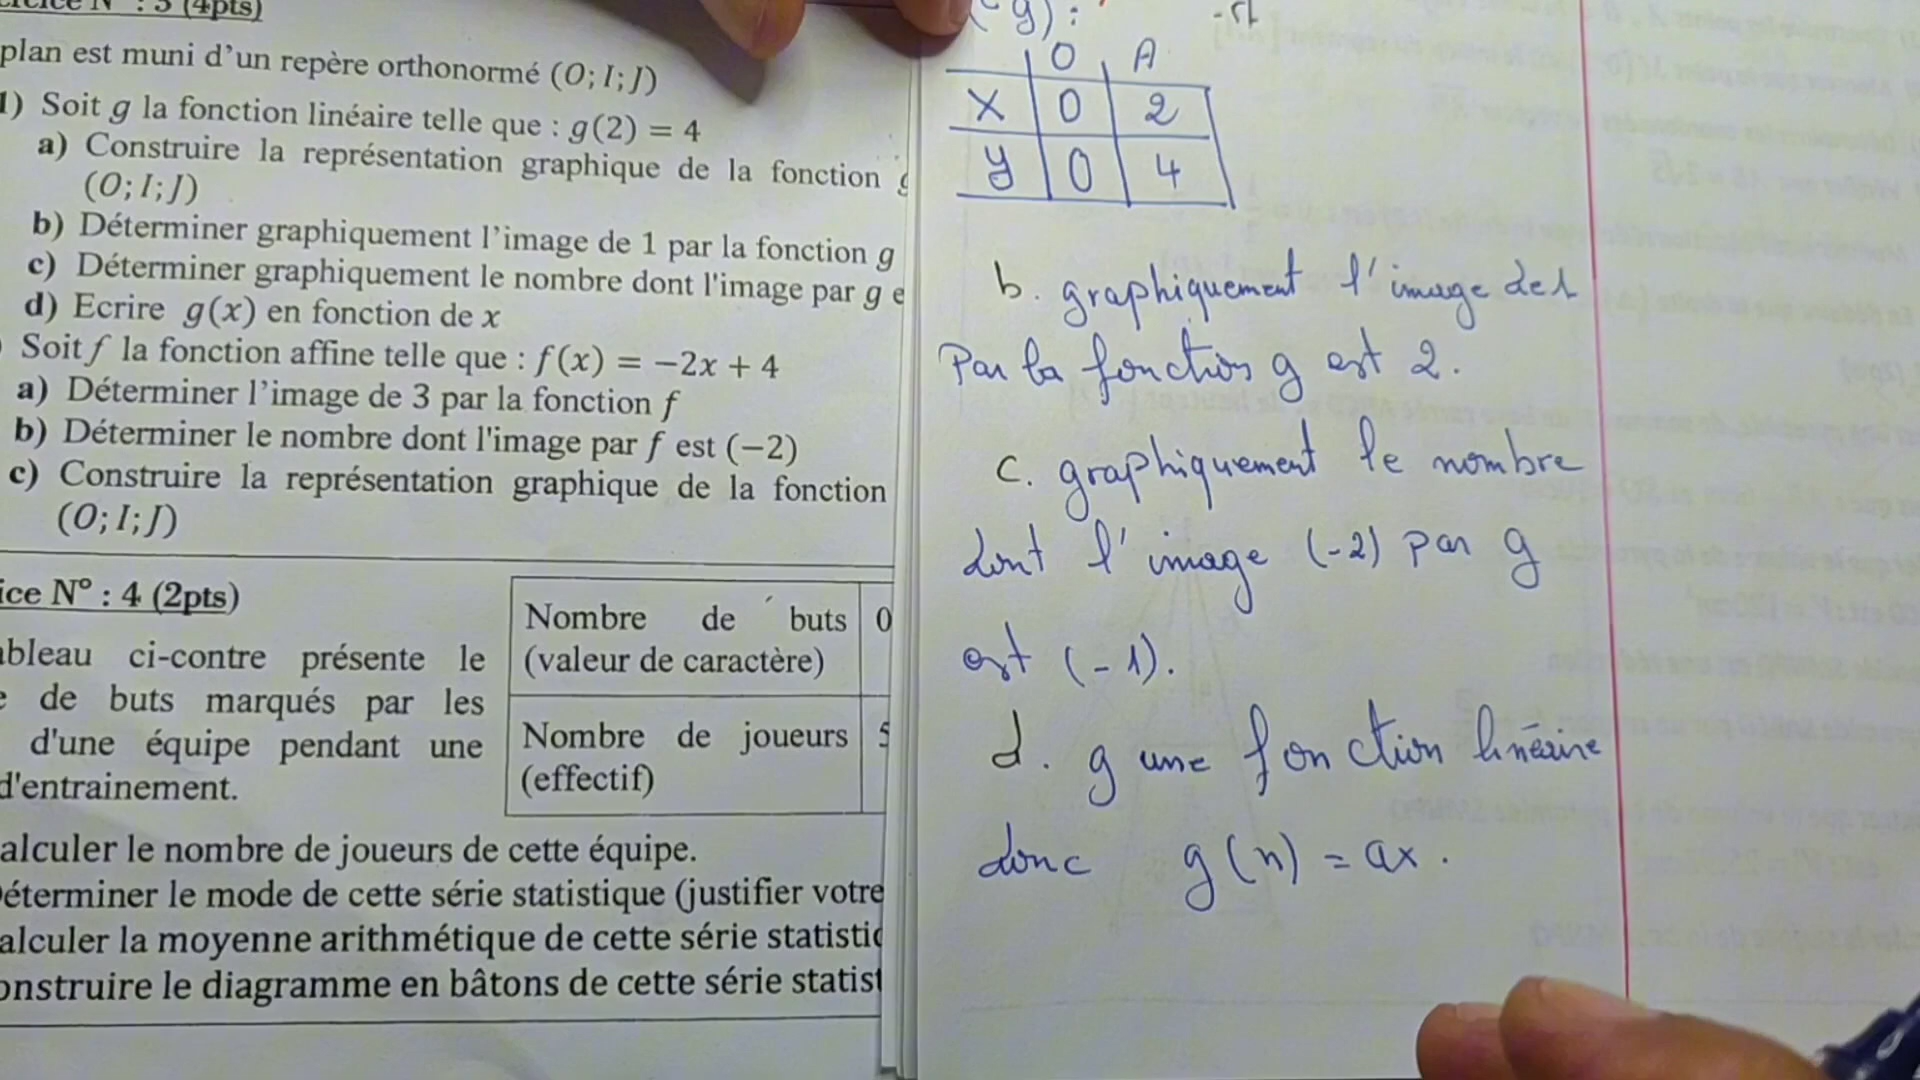 N° : 3 (4pts)
plan est muni d'un repère orthonormé (O; I; J)
1) Soit g la fonction linéaire telle que : g(2) = 4
a) Construire la représentation graphique de la fonction
(O; I; J)
b) Déterminer graphiquement l'image de 1 par la fonction g
c) Déterminer graphiquement le nombre dont l'image par g e
d) Ecrire g(x) en fonction de x
Soit f la fonction affine telle que : f(x) = −2x + 4
a) Déterminer l'image de 3 par la fonction f
b) Déterminer le nombre dont l'image par f est (−2)
c) Construire la représentation graphique de la fonction
(O; I; J)
ice N° : 4 (2pts)
ableau ci-contre présente le
e de buts marqués par les
d'une équipe pendant une
d'entrainement.
Nombre de buts 0
(valeur de caractère)
Nombre de joueurs 5
(effectif)
alculer le nombre de joueurs de cette équipe.
éterminer le mode de cette série statistique (justifier votre
alculer la moyenne arithmétique de cette série statistic
onstruire le diagramme en bâtons de cette série statist
g) :
O A
x 0 2
y 0 4
b. graphiquement l'image de 1
Par la fonction g est 2.
c. graphiquement le nombre
dont l'image (-2) par g
est (-1).
d. g une fonction linéaire
donc g(x) = ax.